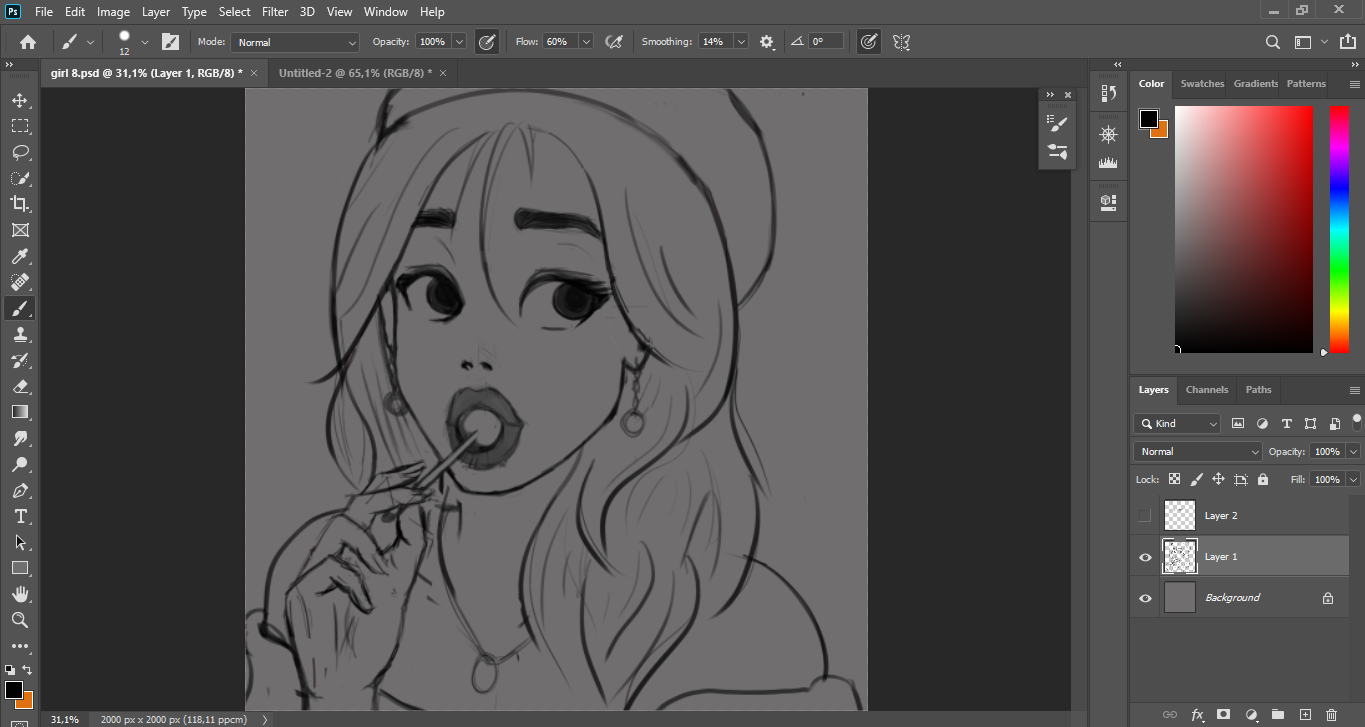 Ps File Edit Image Layer Type Select Filter 3D View Window Help
12 Mode: Normal Opacity: 100% Flow: 60% Smoothing: 14% 0°
girl 8.psd @ 31,1% (Layer 1, RGB/8) * × Untitled-2 @ 65,1% (RGB/8) * ×
Color Swatches Gradients Patterns
Layers Channels Paths
Kind
Normal Opacity: 100%
Lock: Fill: 100%
Layer 2
Layer 1
Background
31,1% 2000 px x 2000 px (118,11 ppcm)
fx